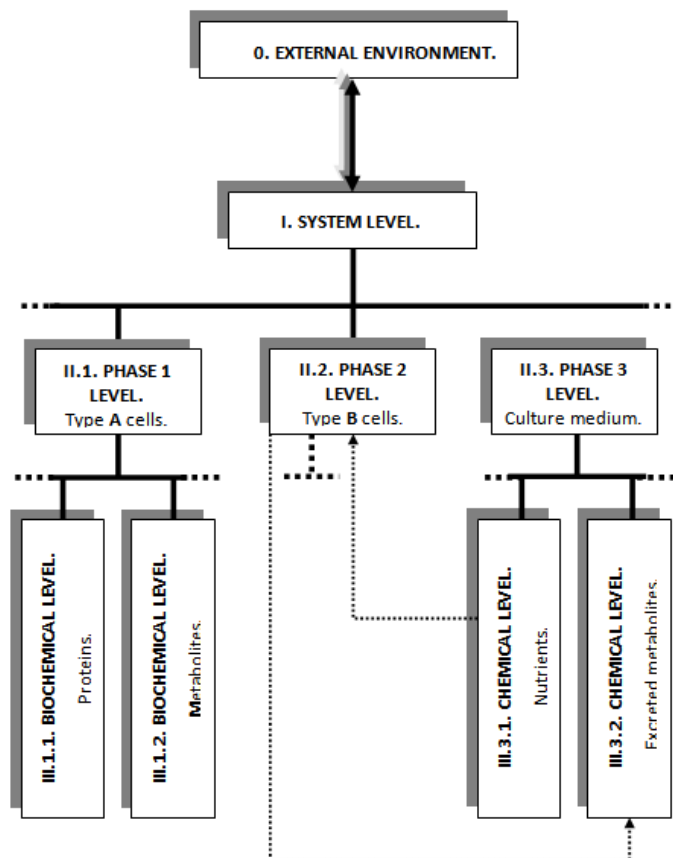 0. EXTERNAL ENVIRONMENT.
I. SYSTEM LEVEL.
II.1. PHASE 1
LEVEL.
Type A cells.
II.2. PHASE 2
LEVEL.
Type B cells.
II.3. PHASE 3
LEVEL.
Culture medium.
III.1.1. BIOCHEMICAL LEVEL.
Proteins.
III.1.2. BIOCHEMICAL LEVEL.
Metabolites.
III.3.1. CHEMICAL LEVEL.
Nutrients.
III.3.2. CHEMICAL LEVEL.
Excreted metabolites.